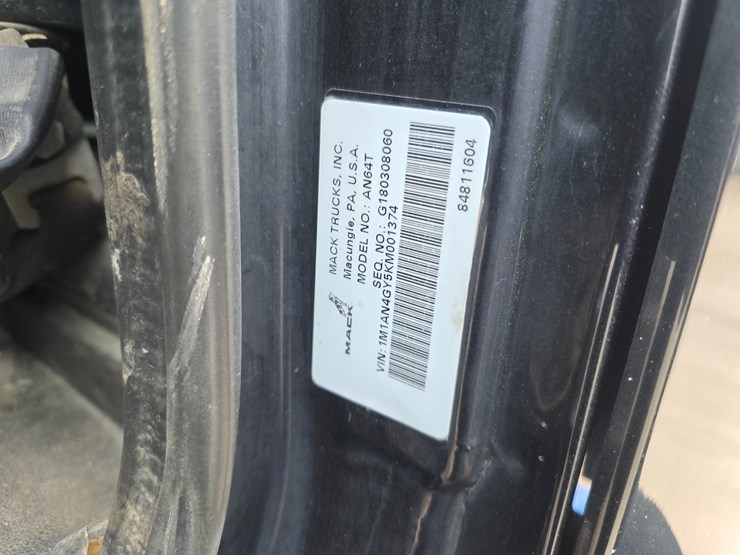 MACK TRUCKS, INC.
Macungie, PA, U.S.A.
MODEL NO.: AN64T
SEQ. NO.: G180308060
MACK
VIN: 1M1AN4GY5KM001374
84811604